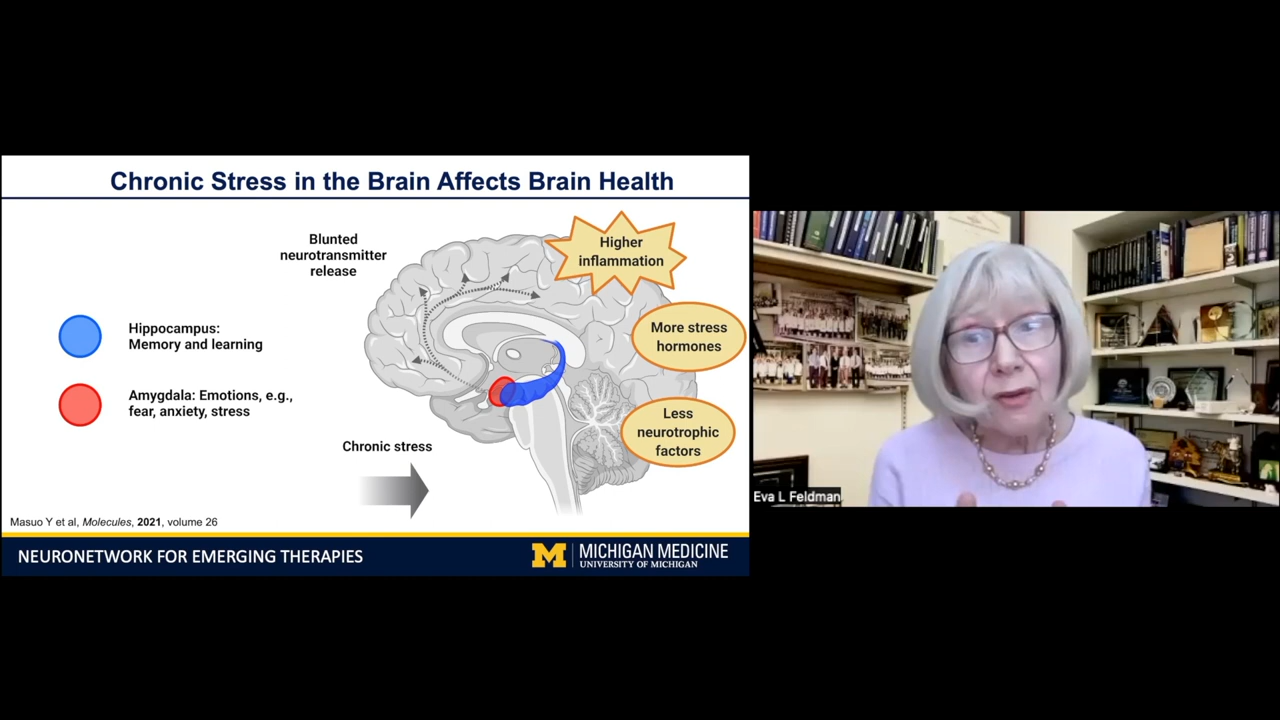 Chronic Stress in the Brain Affects Brain Health
Blunted
neurotransmitter
release
Higher
inflammation
Hippocampus:
Memory and learning
More stress
hormones
Amygdala: Emotions, e.g.,
fear, anxiety, stress
Less
neurotrophic
factors
Chronic stress
Masuo Y et al, Molecules, 2021, volume 26
NEURONETWORK FOR EMERGING THERAPIES
M MICHIGAN MEDICINE
UNIVERSITY OF MICHIGAN
Eva L Feldman